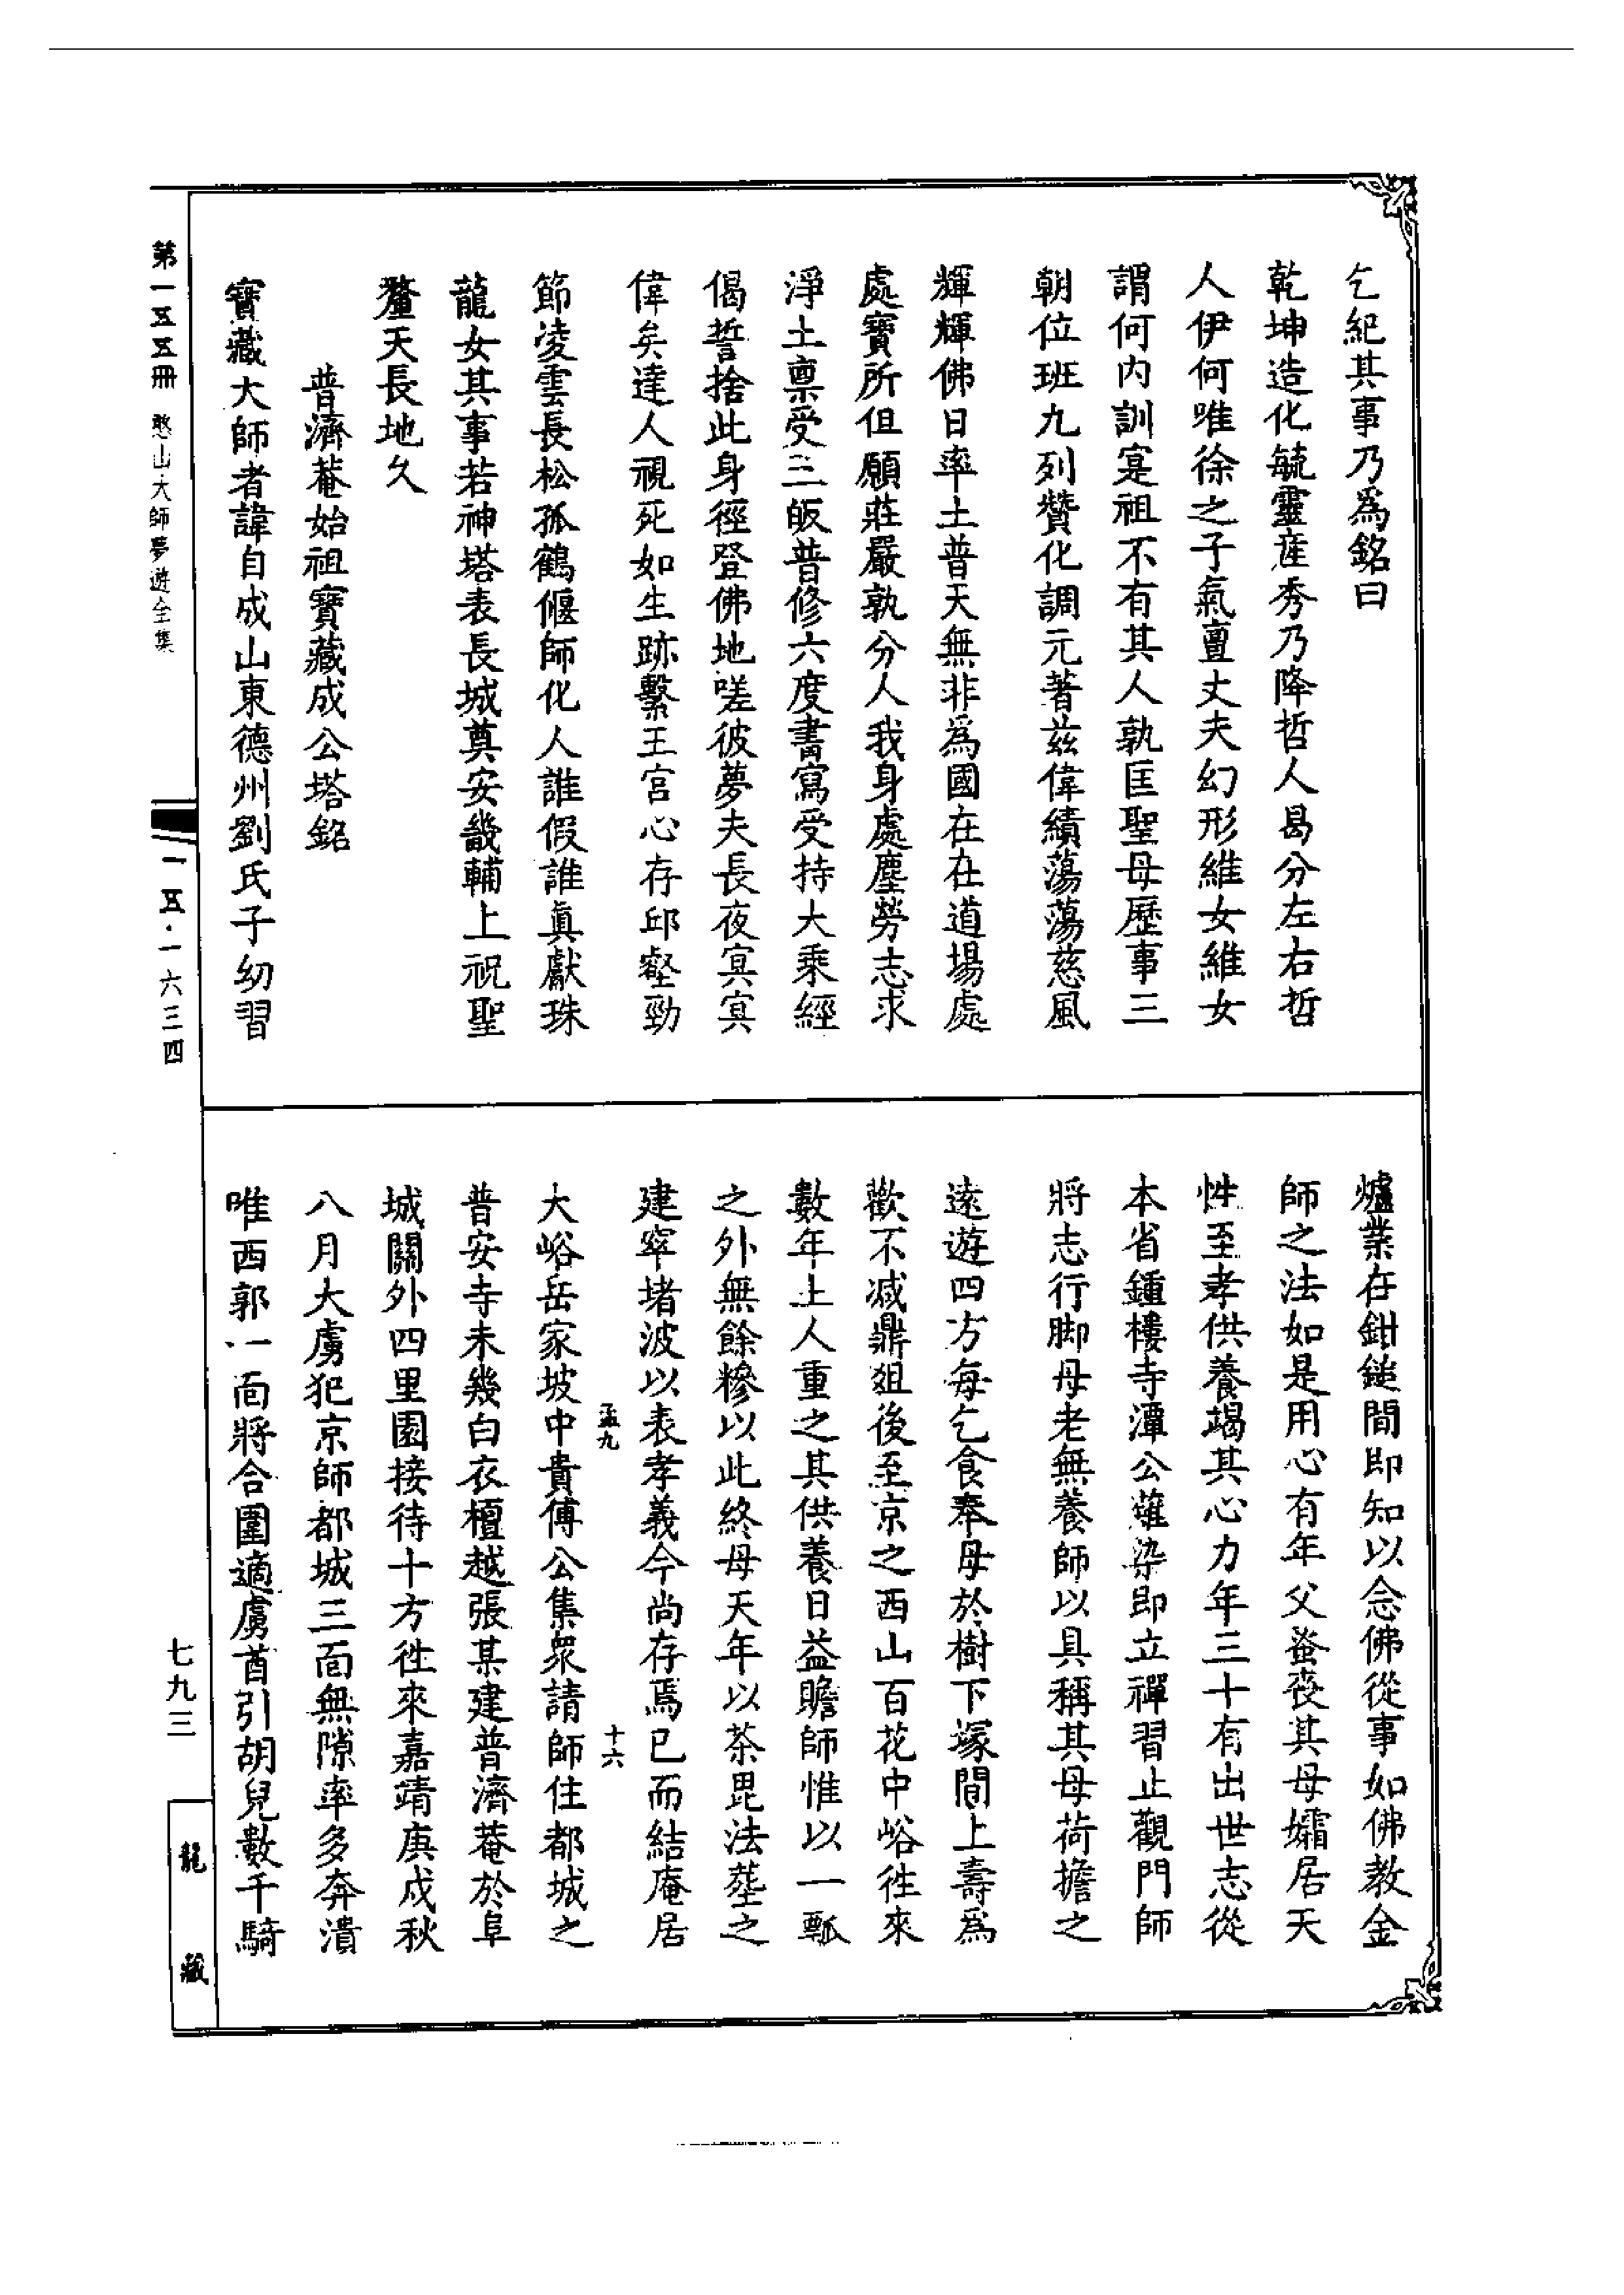 乞紀其事乃爲銘曰
乾坤造化毓靈産秀乃降哲人曷分左右哲
人伊何唯徐之子氣亶丈夫幻形維女維女
謂何内訓寔祖不有其人孰匡聖母歷事三
朝位班九列贊化調元著兹偉績蕩蕩慈風
輝輝佛日率土普天無非爲國在在道場處
處寶所但願莊嚴孰分人我身處塵勞志求
淨土禀受三皈普修六度書寫受持大乘經
偈誓捨此身徑登佛地嗟彼夢夫長夜冥冥
偉矣達人視死如生跡繫王宫心存邱壑勁
節凌雲長松孤鶴偃師化人誰假誰眞獻珠
龍女其事若神塔表長城奠安畿輔上祝聖
釐天長地久
普濟菴始祖寶藏成公塔銘
寶藏大師者諱自成山東德州劉氏子幼習
爐業在鉗鎚間即知以念佛從事如佛教金
師之法如是用心有年父蚤喪其母孀居天
性至孝供養竭其心力年三十有出世志從
本省鍾樓寺潭公薙染即立禪習止觀門師
將志行脚母老無養師以具稱其母荷擔之
遠遊四方每乞食奉母於樹下塚間上壽爲
歡不减鼎俎後至京之西山百花中峪徃來
數年上人重之其供養日益贍師惟以一瓢
之外無餘糝以此終母天年以茶毘法塟之
建窣堵波以表孝義今尚存焉已而結庵居
孟九 十六
大峪岳家坡中貴傅公集衆請師住都城之
普安寺未幾白衣檀越張某建普濟菴於阜
城關外四里園接待十方徃來嘉靖庚戌秋
八月大虜犯京師都城三面無隙率多奔潰
唯西郭一面將合圍適虜酋引胡兒數千騎
第一五五冊 憨山大師夢遊全集
一五·一六三四
七九三
龍藏